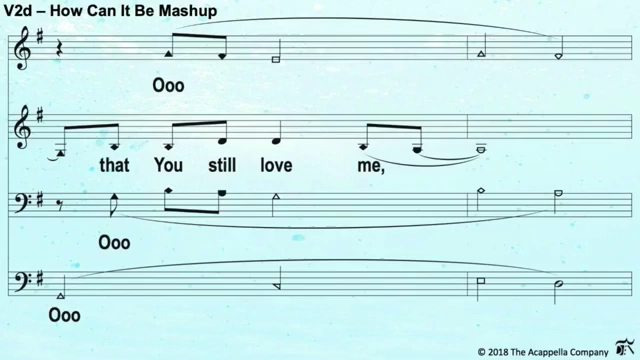 V2d – How Can It Be Mashup
Ooo
that You still love me,
Ooo
Ooo
© 2018 The Acappella Company